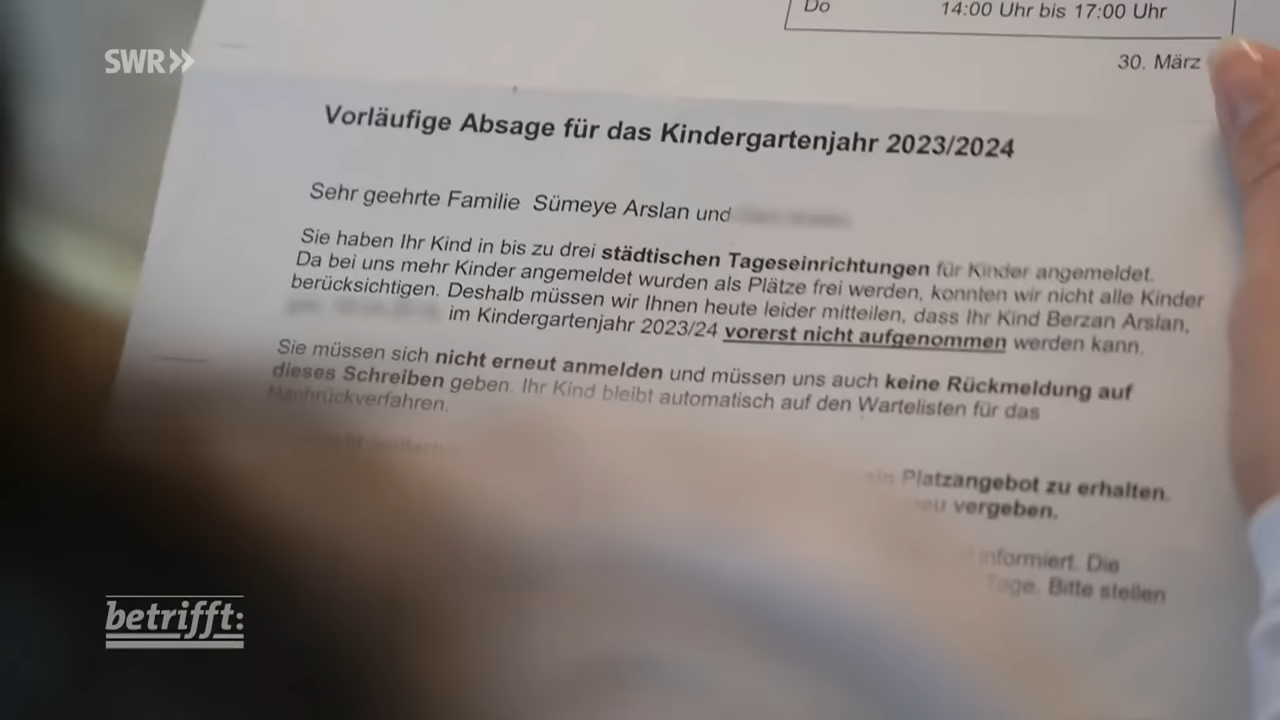 Do 14:00 Uhr bis 17:00 Uhr
SWR»
30. März
Vorläufige Absage für das Kindergartenjahr 2023/2024
Sehr geehrte Familie Sümeye Arslan und
Sie haben Ihr Kind in bis zu drei städtischen Tageseinrichtungen für Kinder angemeldet.
Da bei uns mehr Kinder angemeldet wurden als Plätze frei werden, konnten wir nicht alle Kinder
berücksichtigen. Deshalb müssen wir Ihnen heute leider mitteilen, dass Ihr Kind Berzan Arslan,
im Kindergartenjahr 2023/24 vorerst nicht aufgenommen werden kann.
Sie müssen sich nicht erneut anmelden und müssen uns auch keine Rückmeldung auf
dieses Schreiben geben. Ihr Kind bleibt automatisch auf den Wartelisten für das
Nachrückverfahren.
Platzangebot zu erhalten.
neu vergeben.
informiert. Die
Tage. Bitte stellen
betrifft: